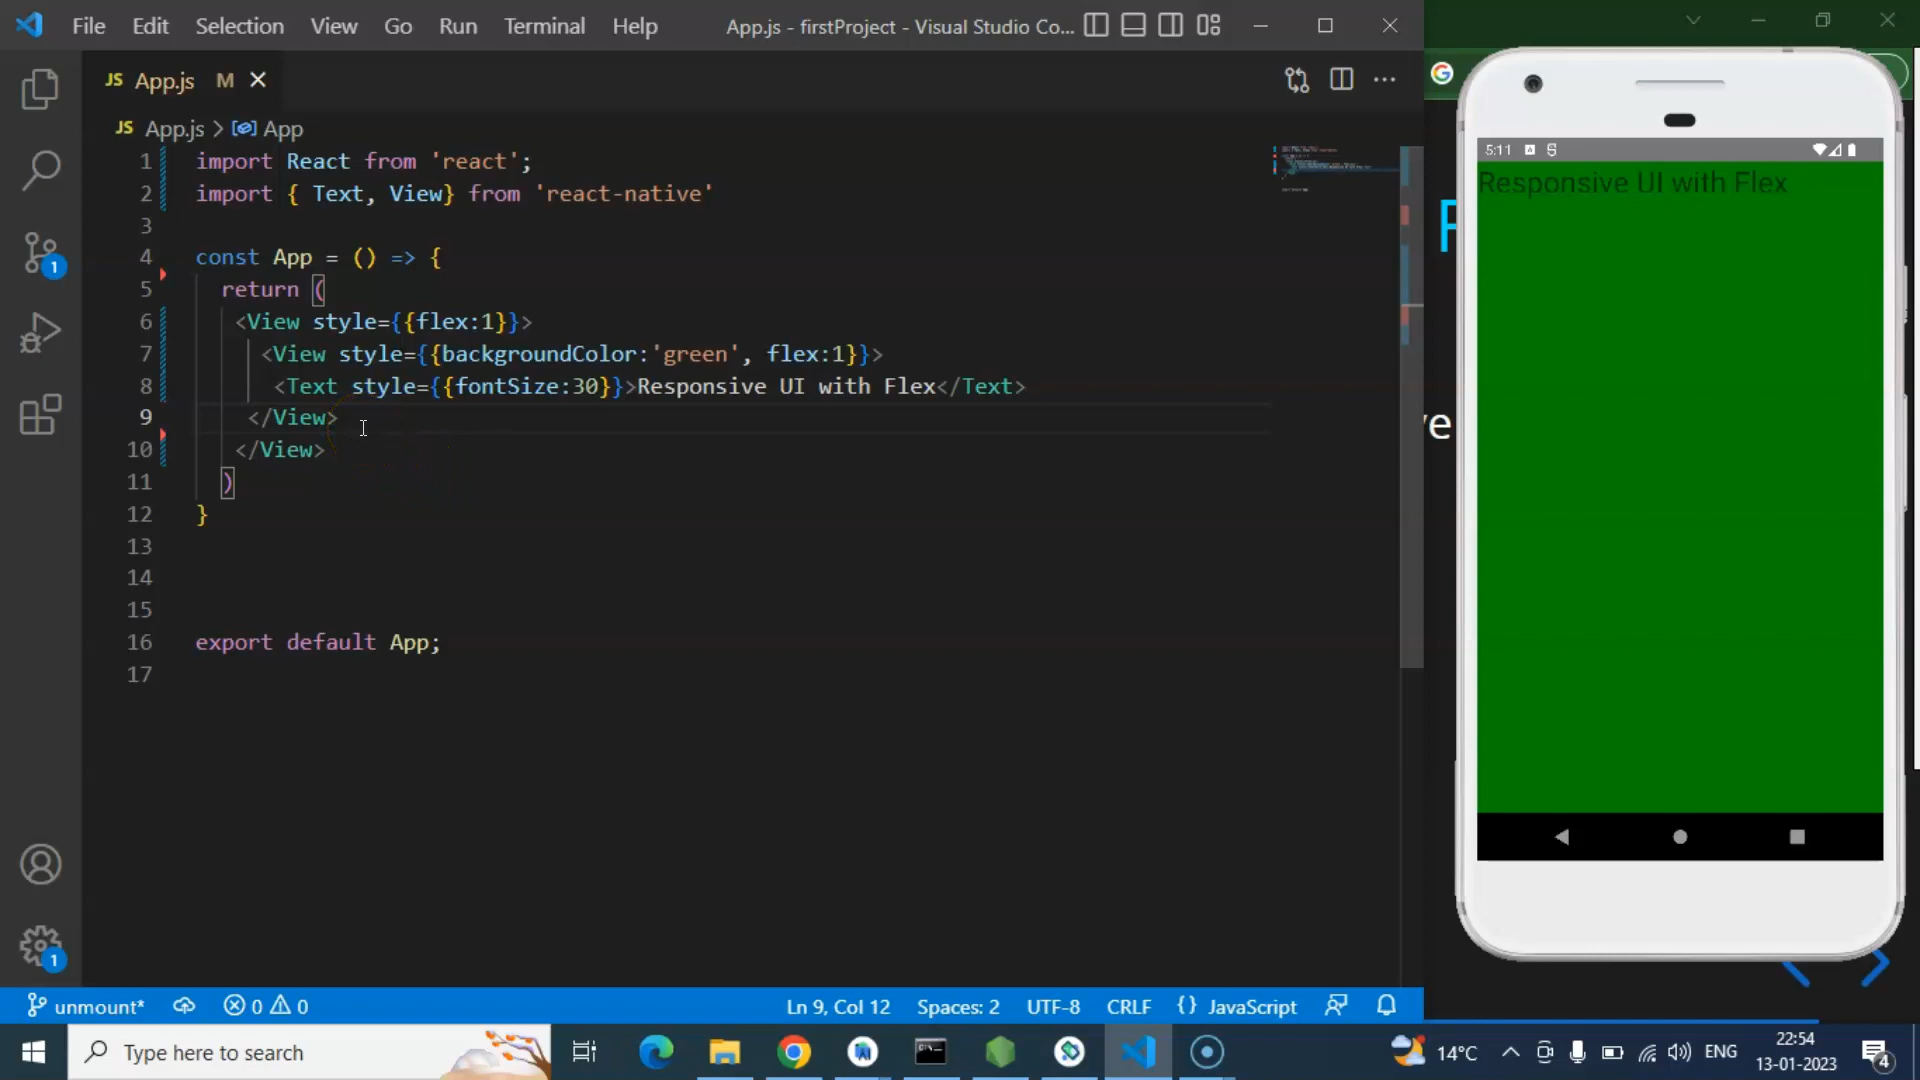 File Edit Selection View Go Run Terminal Help App.js - firstProject - Visual Studio Co...
JS App.js M
JS App.js > App
1 import React from 'react';
2 import { Text, View} from 'react-native'
3
4 const App = () => {
5 return (
6 <View style={{flex:1}}>
7 <View style={{backgroundColor:'green', flex:1}}>
8 <Text style={{fontSize:30}}>Responsive UI with Flex</Text>
9 </View>
10 </View>
11 )
12 }
13
14
15
16 export default App;
17
5:11
Responsive UI with Flex
ve
1
1
unmount* 0 0 Ln 9, Col 12 Spaces: 2 UTF-8 CRLF {} JavaScript
Type here to search
14°C ENG 22:54
13-01-2023
4